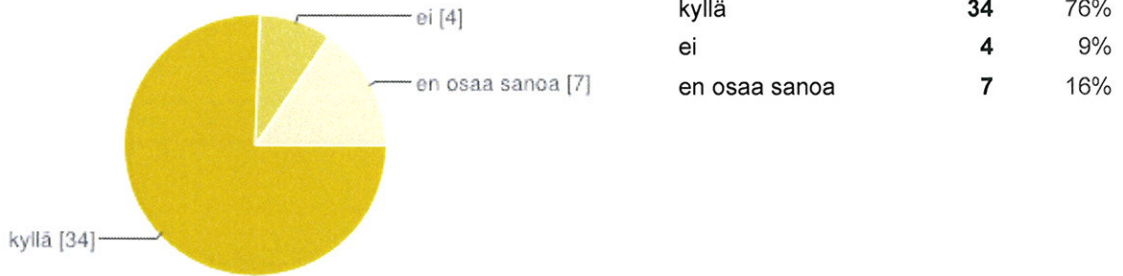 ei [4]
en osaa sanoa [7]
kyllä [34]
kyllä 34 76%
ei 4 9%
en osaa sanoa 7 16%